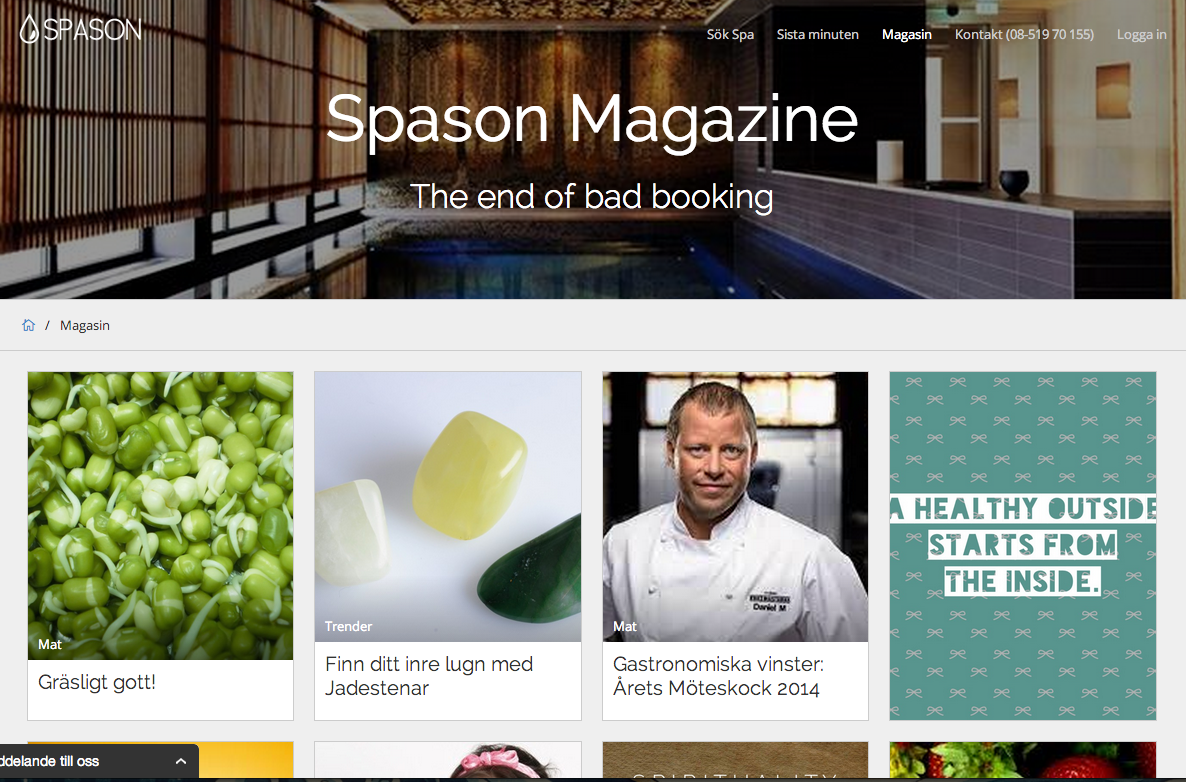 SPASON
Sök Spa
Sista minuten
Magasin
Kontakt (08-519 70 155)
Logga in
Spason Magazine
The end of bad booking
/ Magasin
Mat
Gräsligt gott!
Trender
Finn ditt inre lugn med
Jadestenar
Daniel M
Mat
Gastronomiska vinster:
Årets Möteskock 2014
A HEALTHY OUTSIDE
STARTS FROM
THE INSIDE.
ddelande till oss
SPIRITUALITY